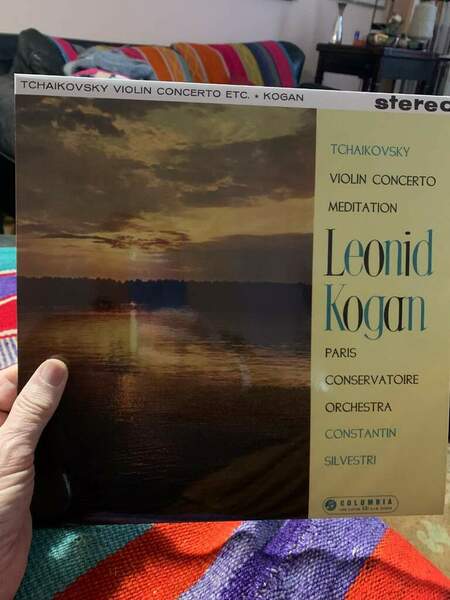 TCHAIKOVSKY VIOLIN CONCERTO ETC. • KOGAN
stereo
TCHAIKOVSKY
VIOLIN CONCERTO
MEDITATION
Leonid
Kogan
PARIS
CONSERVATOIRE
ORCHESTRA
CONSTANTIN
SILVESTRI
COLUMBIA